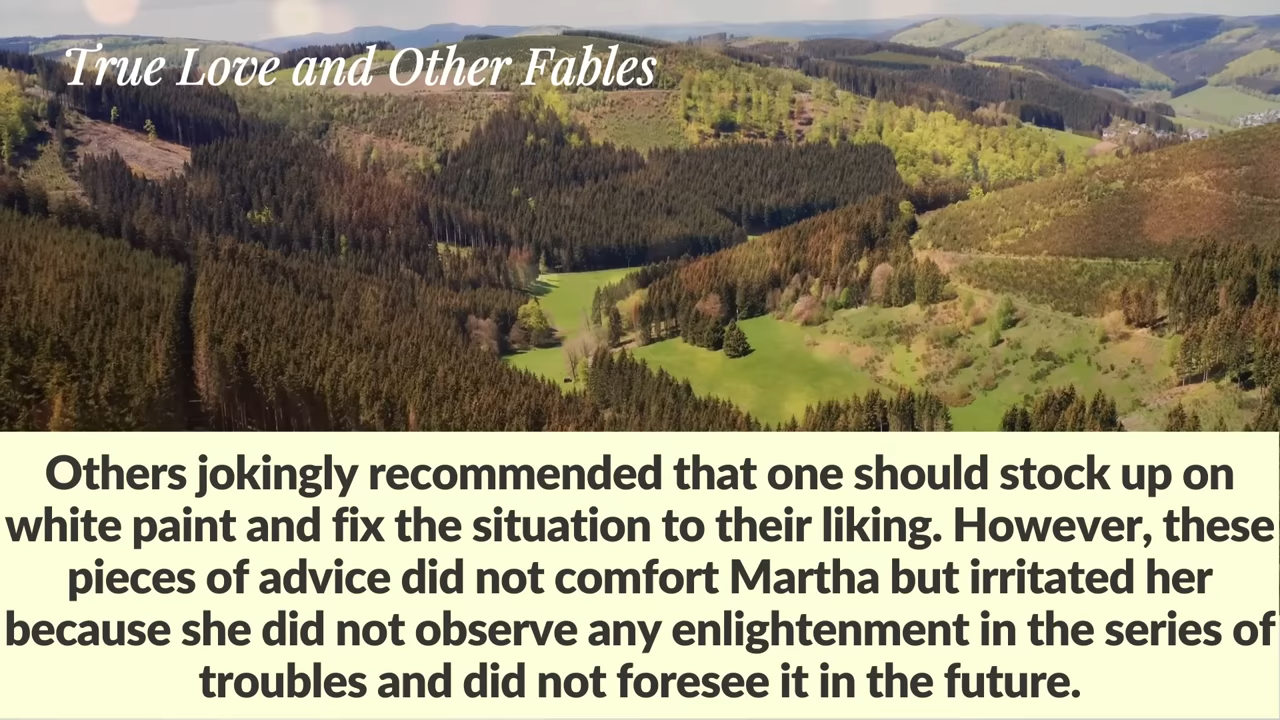 True Love and Other Fables
Others jokingly recommended that one should stock up on
white paint and fix the situation to their liking. However, these
pieces of advice did not comfort Martha but irritated her
because she did not observe any enlightenment in the series of
troubles and did not foresee it in the future.